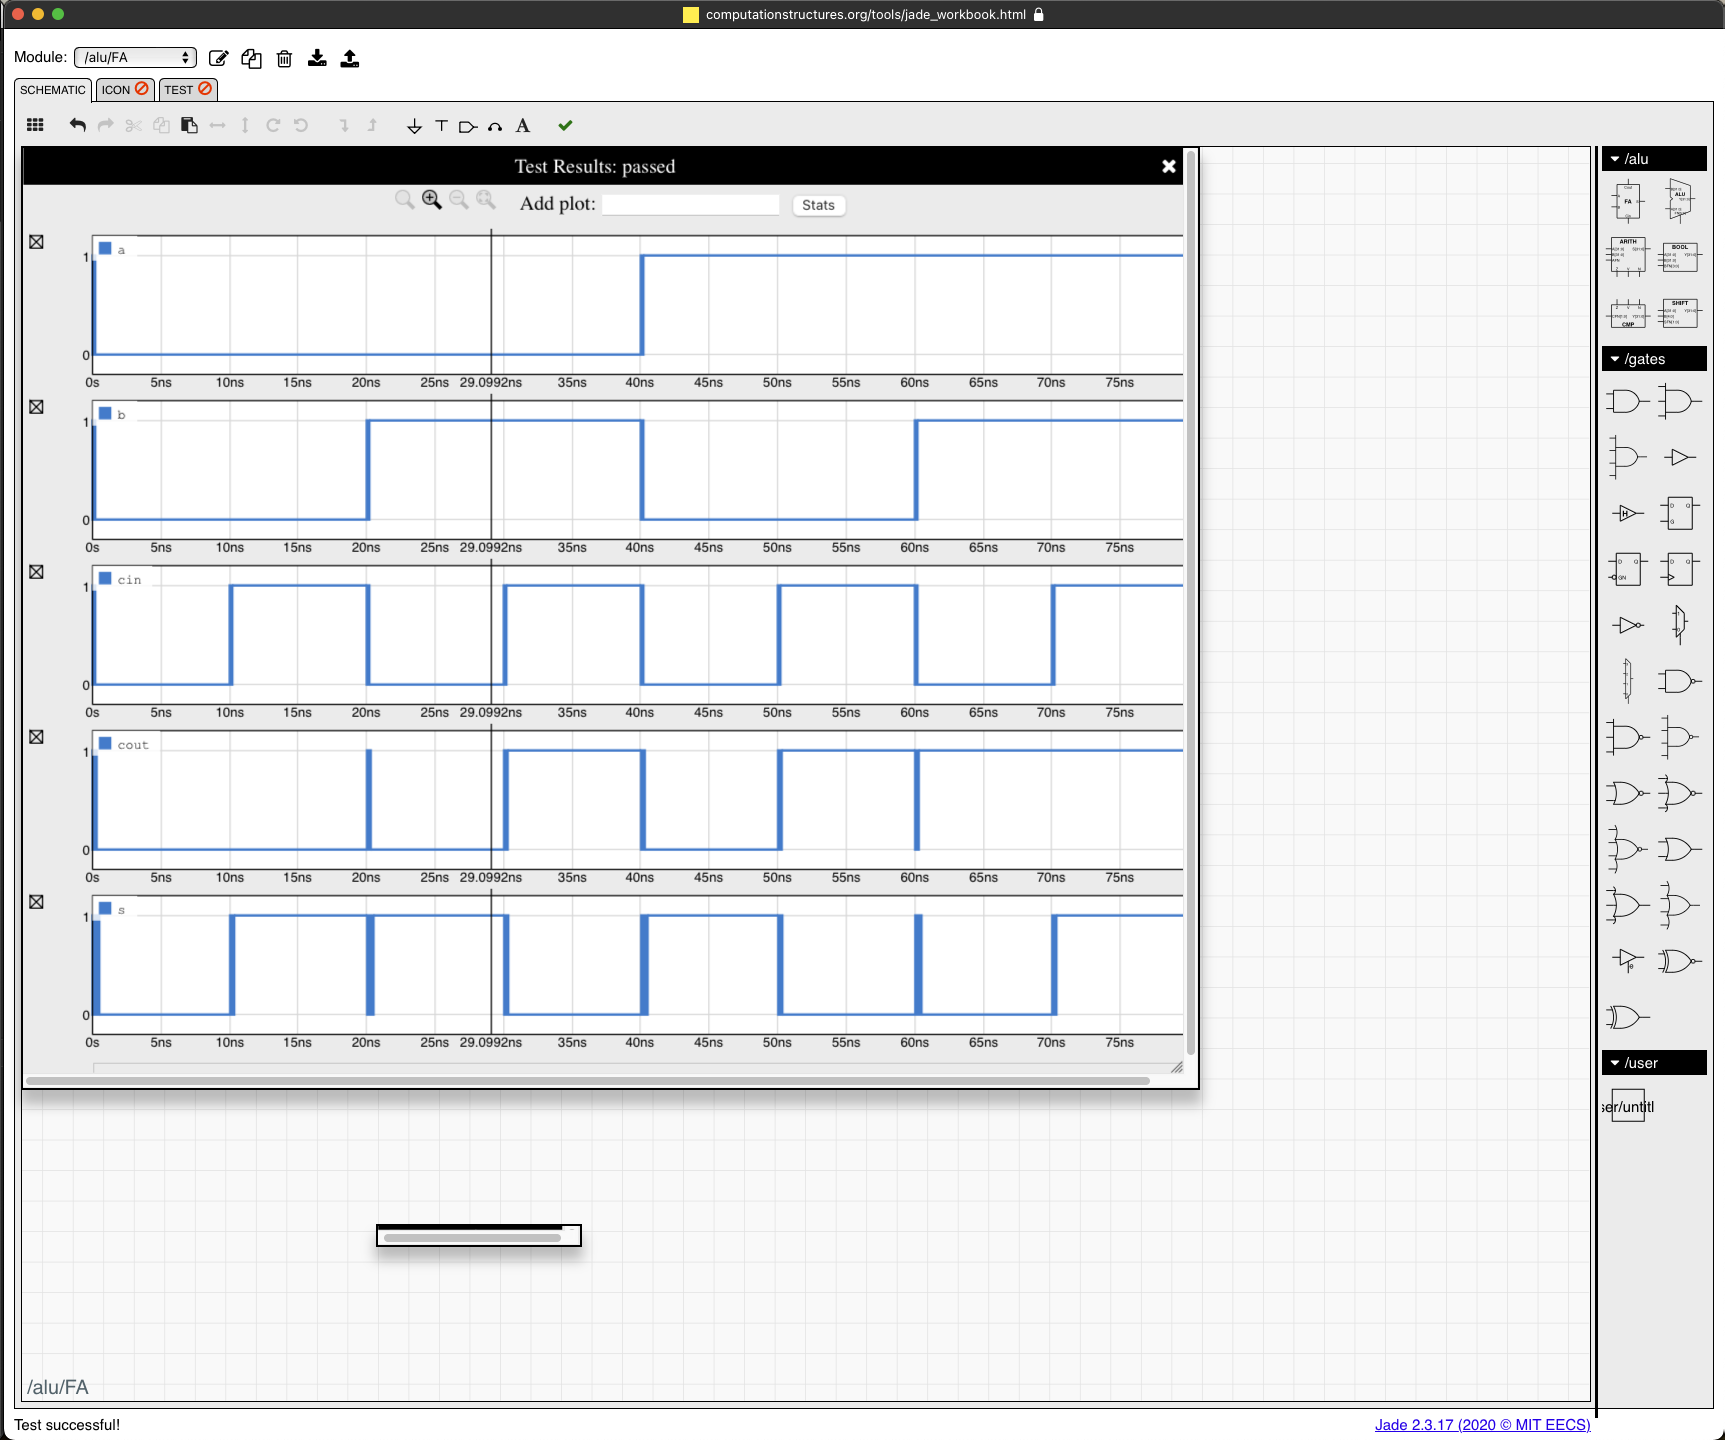 computationstructures.org/tools/jade_workbook.html
Module: /alu/FA
SCHEMATIC ICON TEST
A
Test Results: passed
Add plot: Stats
a
1
0
0s 5ns 10ns 15ns 20ns 25ns 29.0992ns 35ns 40ns 45ns 50ns 55ns 60ns 65ns 70ns 75ns
b
1
0
0s 5ns 10ns 15ns 20ns 25ns 29.0992ns 35ns 40ns 45ns 50ns 55ns 60ns 65ns 70ns 75ns
cin
1
0
0s 5ns 10ns 15ns 20ns 25ns 29.0992ns 35ns 40ns 45ns 50ns 55ns 60ns 65ns 70ns 75ns
cout
1
0
0s 5ns 10ns 15ns 20ns 25ns 29.0992ns 35ns 40ns 45ns 50ns 55ns 60ns 65ns 70ns 75ns
s
1
0
0s 5ns 10ns 15ns 20ns 25ns 29.0992ns 35ns 40ns 45ns 50ns 55ns 60ns 65ns 70ns 75ns
/alu
FA ALU
ARITH BOOL
CMP SHIFT
/gates
H D Q G
D Q GN D Q
/user
ser/untitl
/alu/FA
Test successful!
Jade 2.3.17 (2020 © MIT EECS)